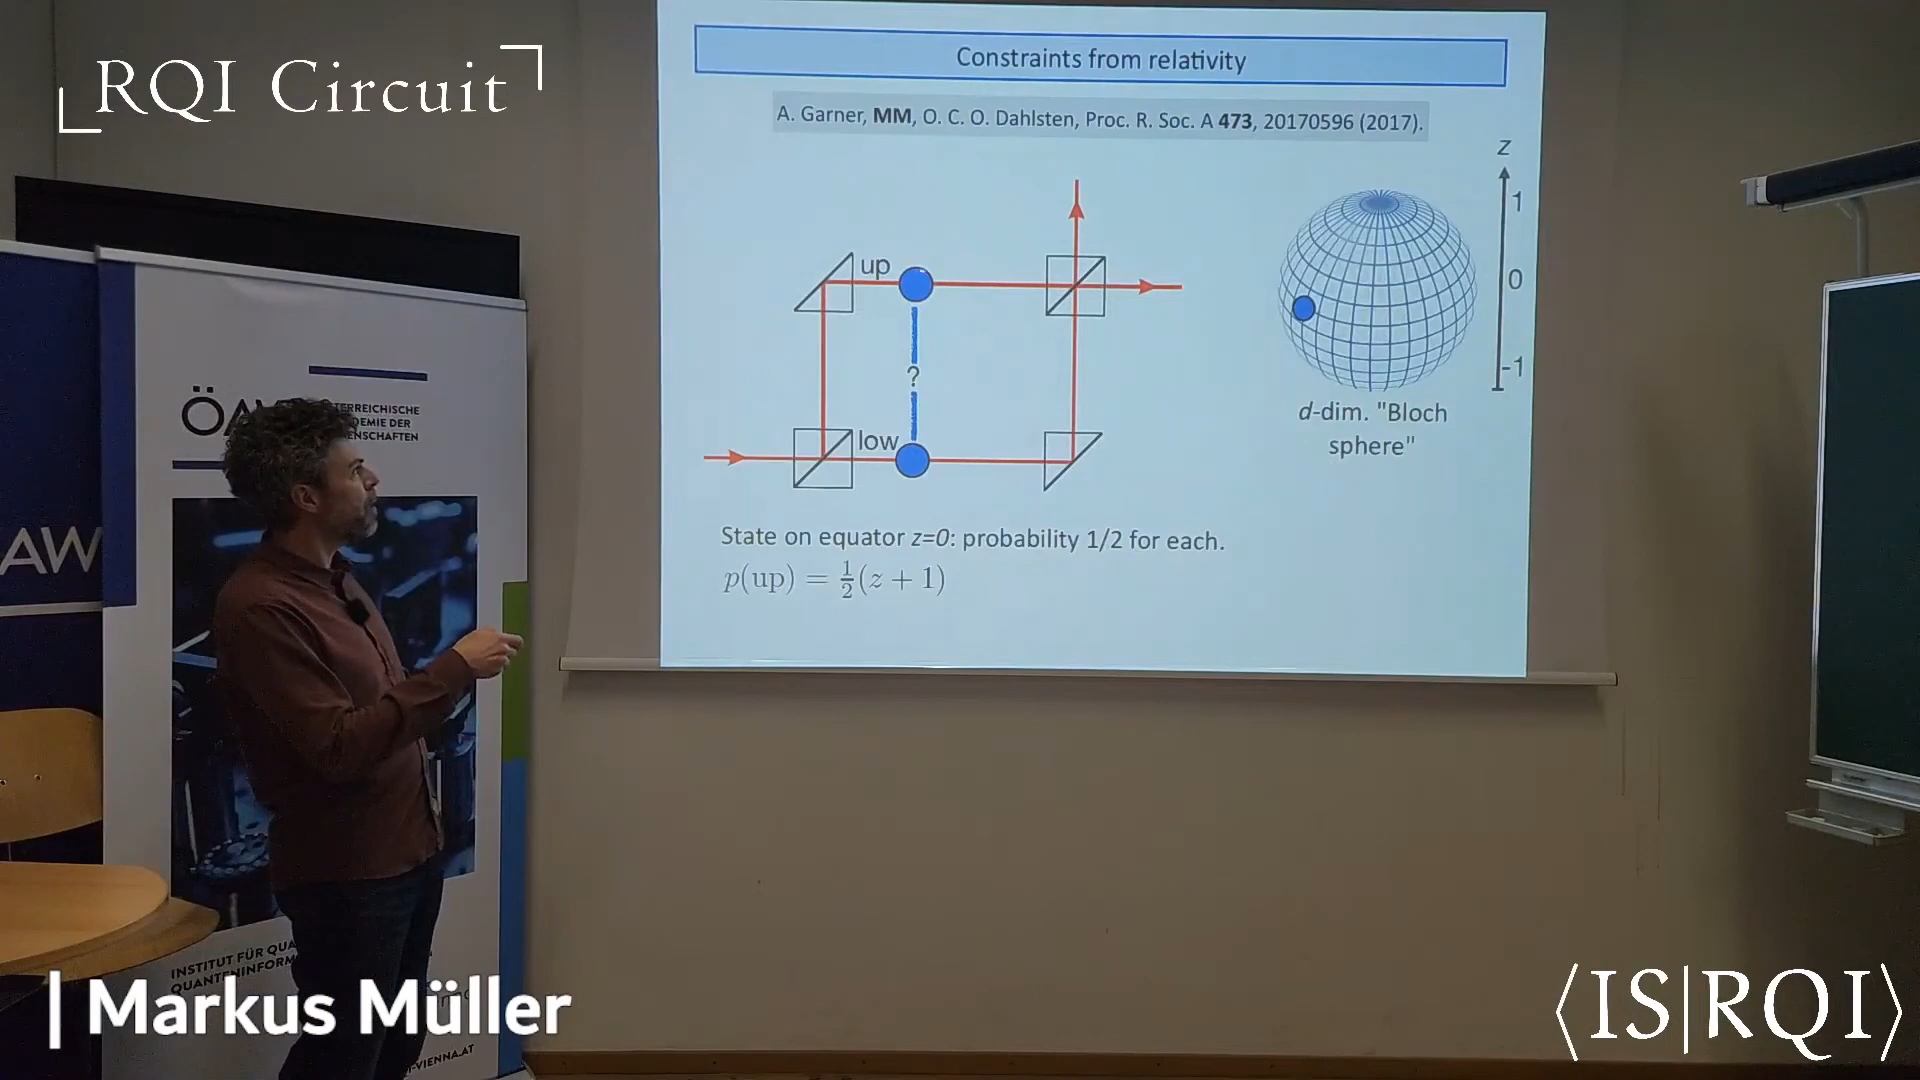 RQI Circuit
Constraints from relativity
A. Garner, MM, O. C. O. Dahlsten, Proc. R. Soc. A 473, 20170596 (2017).
z
1
0
-1
up
?
low
d-dim. "Bloch
sphere"
State on equator z=0: probability 1/2 for each.
p(up) = ½(z + 1)
AW
INSTITUT FÜR
Markus Müller
⟨IS|RQI⟩